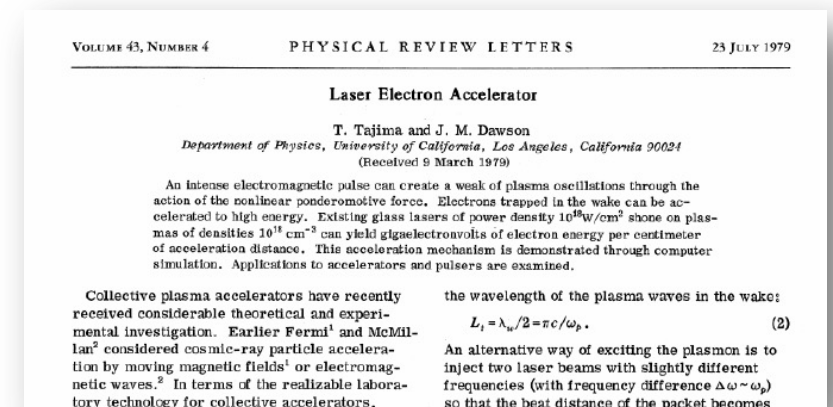 VOLUME 43, NUMBER 4 PHYSICAL REVIEW LETTERS 23 JULY 1979
Laser Electron Accelerator
T. Tajima and J. M. Dawson
Department of Physics, University of California, Los Angeles, California 90024
(Received 9 March 1979)
An intense electromagnetic pulse can create a weak of plasma oscillations through the
action of the nonlinear ponderomotive force. Electrons trapped in the wake can be ac-
celerated to high energy. Existing glass lasers of power density 10¹⁸W/cm² shone on plas-
mas of densities 10¹⁸ cm⁻³ can yield gigaelectronvolts of electron energy per centimeter
of acceleration distance. This acceleration mechanism is demonstrated through computer
simulation. Applications to accelerators and pulsers are examined.
Collective plasma accelerators have recently
received considerable theoretical and experi-
mental investigation. Earlier Fermi¹ and McMil-
lan² considered cosmic-ray particle accelera-
tion by moving magnetic fields¹ or electromag-
netic waves.² In terms of the realizable labora-
tory technology for collective accelerators,
the wavelength of the plasma waves in the wake:
L_t = λ_w/2 = πc/ω_p. (2)
An alternative way of exciting the plasmon is to
inject two laser beams with slightly different
frequencies (with frequency difference Δω ~ ω_p)
so that the beat distance of the packet becomes